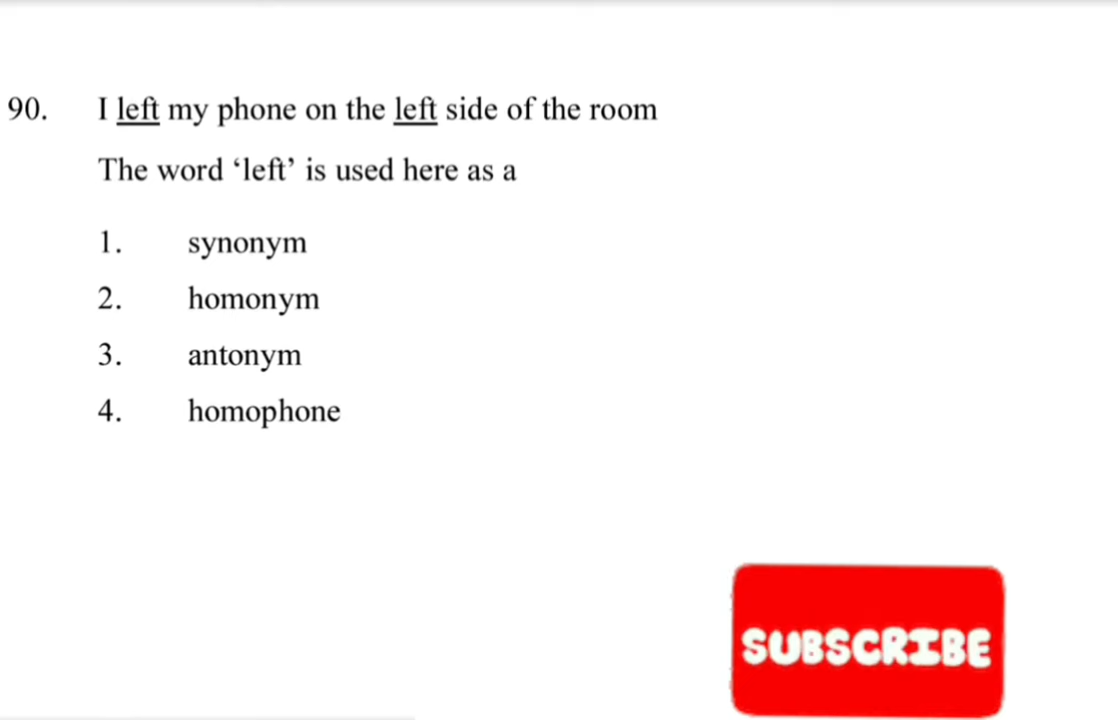 90. I left my phone on the left side of the room
The word ‘left’ is used here as a
1. synonym
2. homonym
3. antonym
4. homophone
SUBSCRIBE